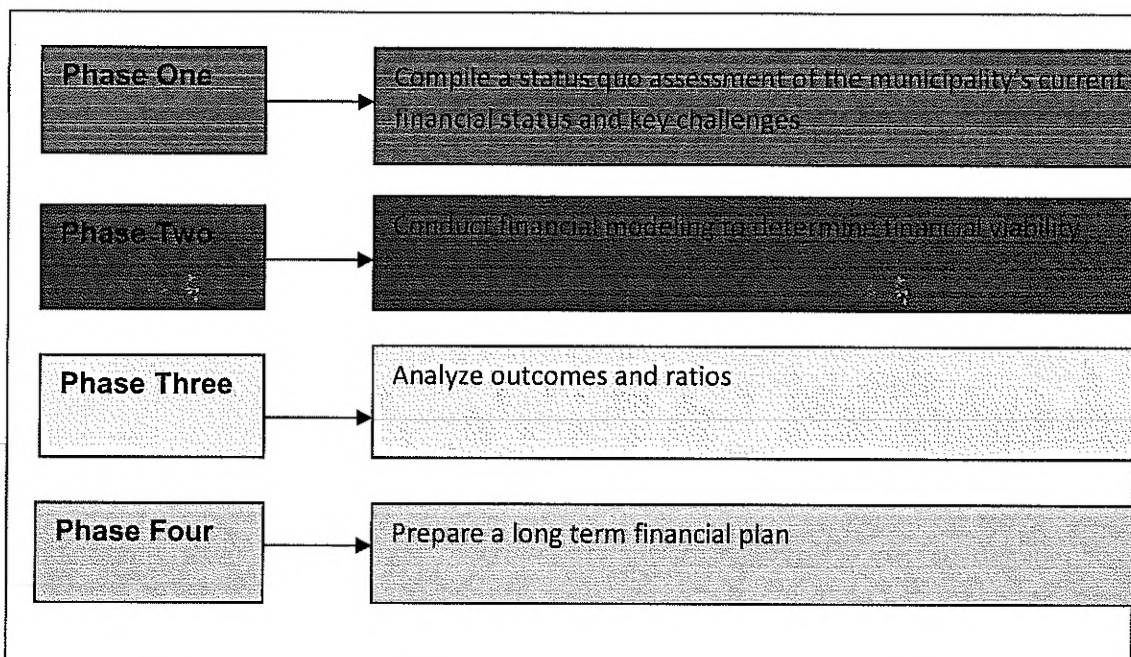 Phase One
Compile a status quo assessment of the municipality's current
financial status and key challenges
Phase Two
Conduct financial modeling to determine financial viability
Phase Three
Analyze outcomes and ratios
Phase Four
Prepare a long term financial plan